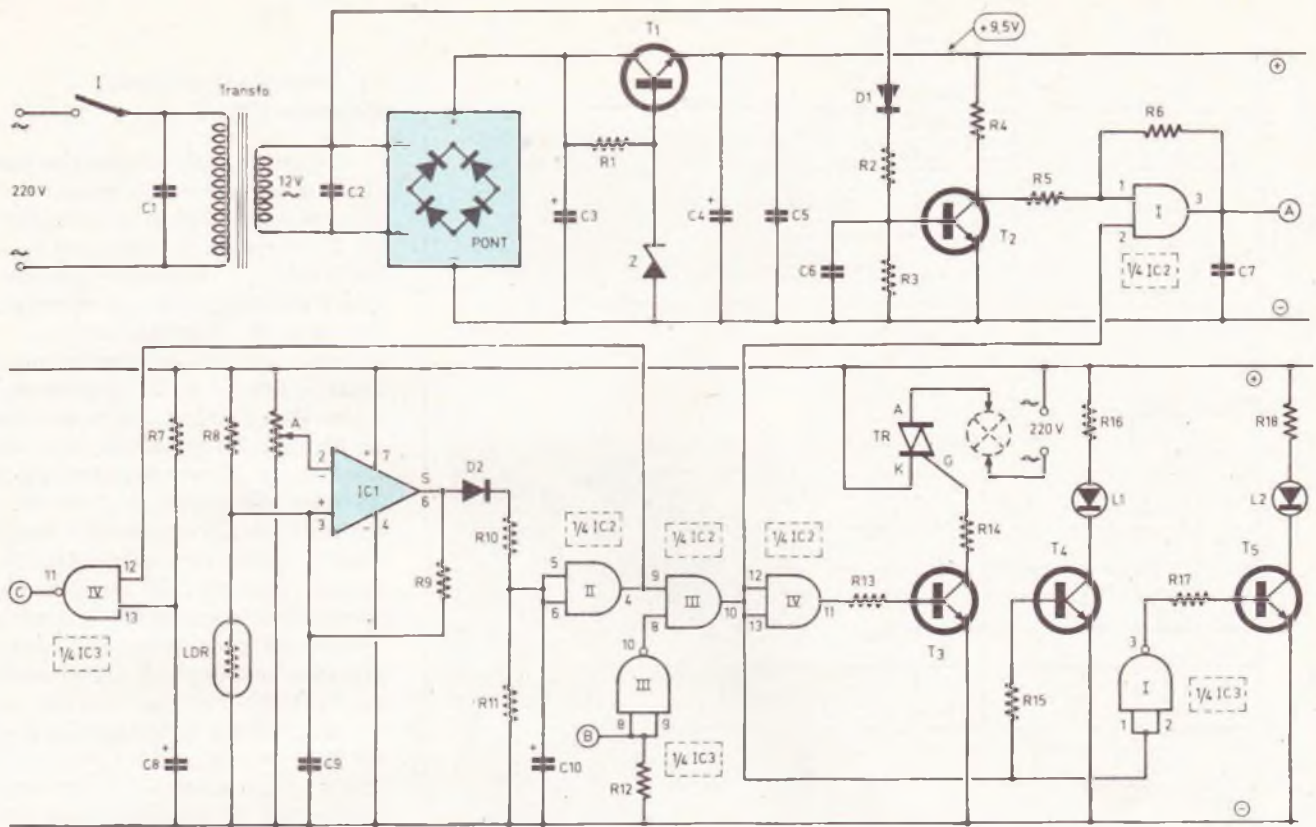 I
Transfo
220 V
C1
12V
C2
PONT
T1
C3
R1
Z
C4
C5
+9,5V
D1
R2
R3
C6
R4
T2
R5
R6
1
2
3
I
1/4 IC2
C7
A
+
-
R7
R8
A
2
3
7
4
IC1
S
6
D2
R9
R10
R11
C
11
IV
12
13
1/4 IC3
LDR
C8
C9
C10
1/4 IC2
5
6
II
4
1/4 IC2
9
8
III
10
1/4 IC2
12
13
IV
11
10
III
8
9
B
R12
1/4 IC3
R13
A
TR
K
G
220 V
R14
T3
R15
R16
L1
T4
R17
3
I
1
2
1/4 IC3
R18
L2
T5
+
-